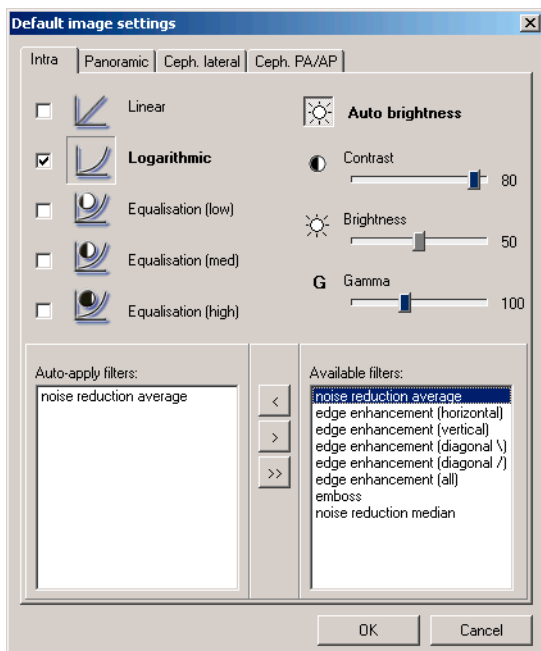 Default image settings
Intra
Panoramic
Ceph. lateral
Ceph. PA/AP
Linear
Logarithmic
Equalisation (low)
Equalisation (med)
Equalisation (high)
Auto brightness
Contrast
80
Brightness
50
G Gamma
100
Auto-apply filters:
noise reduction average
<
>
>>
Available filters:
noise reduction average
edge enhancement (horizontal)
edge enhancement (vertical)
edge enhancement (diagonal \)
edge enhancement (diagonal /)
edge enhancement (all)
emboss
noise reduction median
OK
Cancel